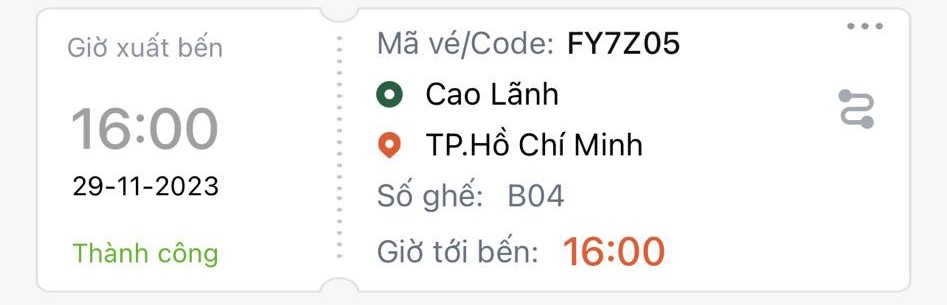 Giờ xuất bến
16:00
29-11-2023
Thành công
Mã vé/Code: FY7Z05
Cao Lãnh
TP.Hồ Chí Minh
Số ghế: B04
Giờ tới bến: 16:00